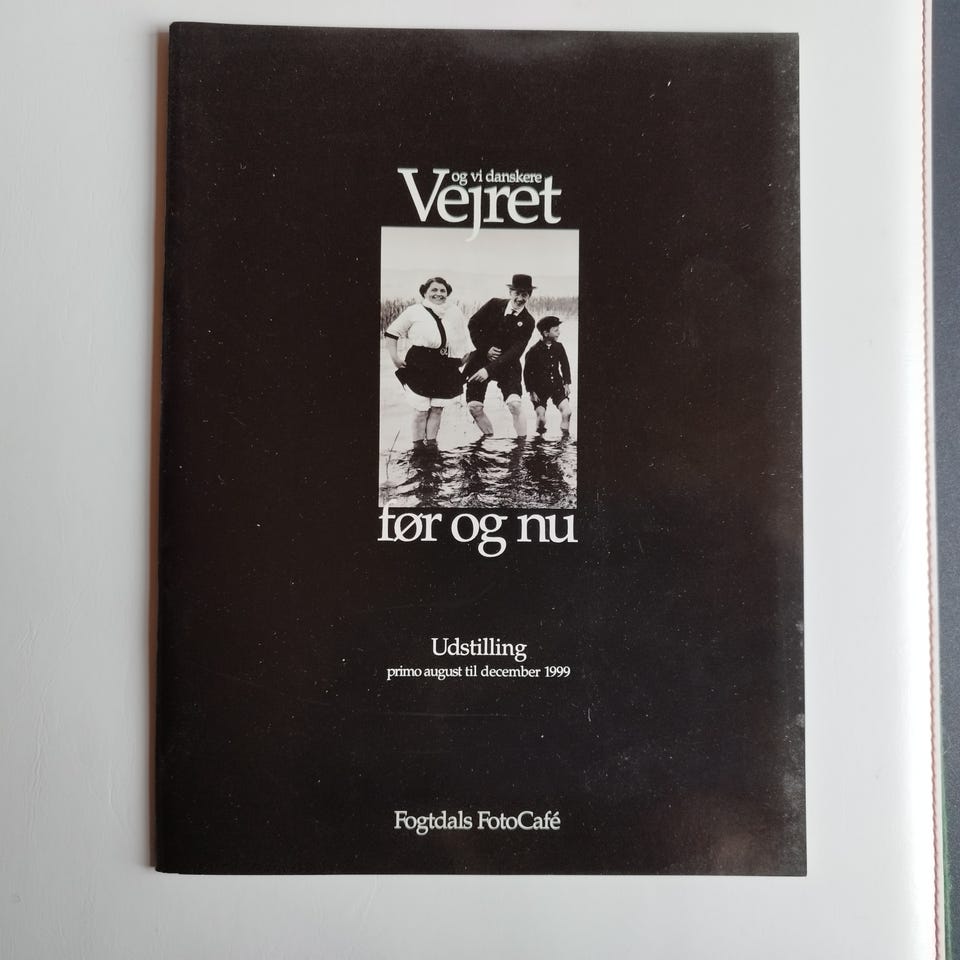 og vi danskere
Vejret
før og nu
Udstilling
primo august til december 1999
Fogtdals FotoCafé